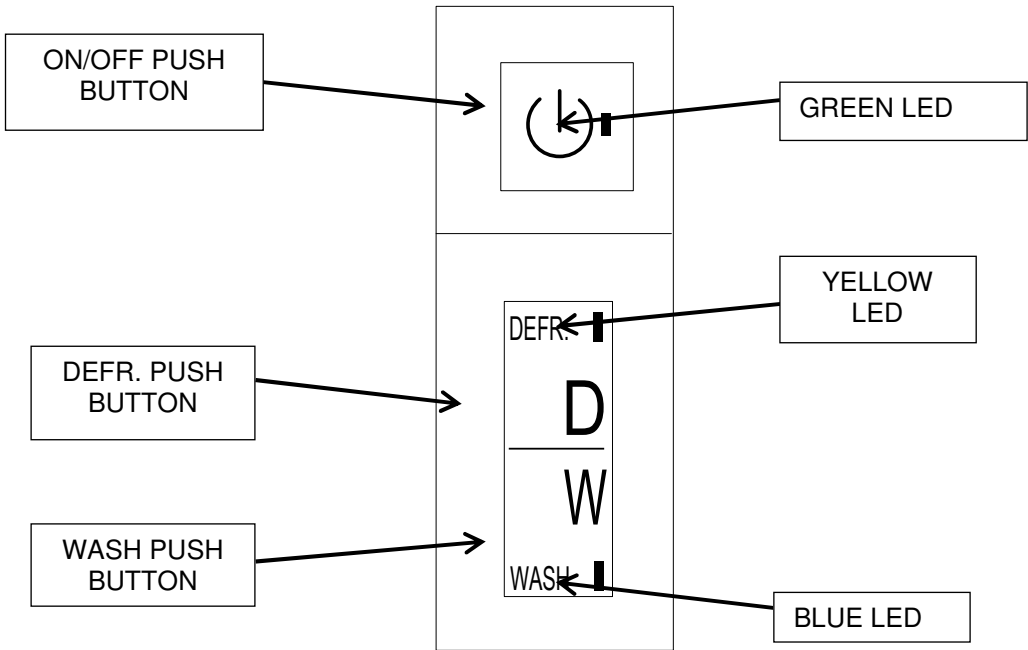 ON/OFF PUSH
BUTTON
GREEN LED
YELLOW
LED
DEFR.
DEFR. PUSH
BUTTON
D
W
WASH PUSH
BUTTON
WASH
BLUE LED